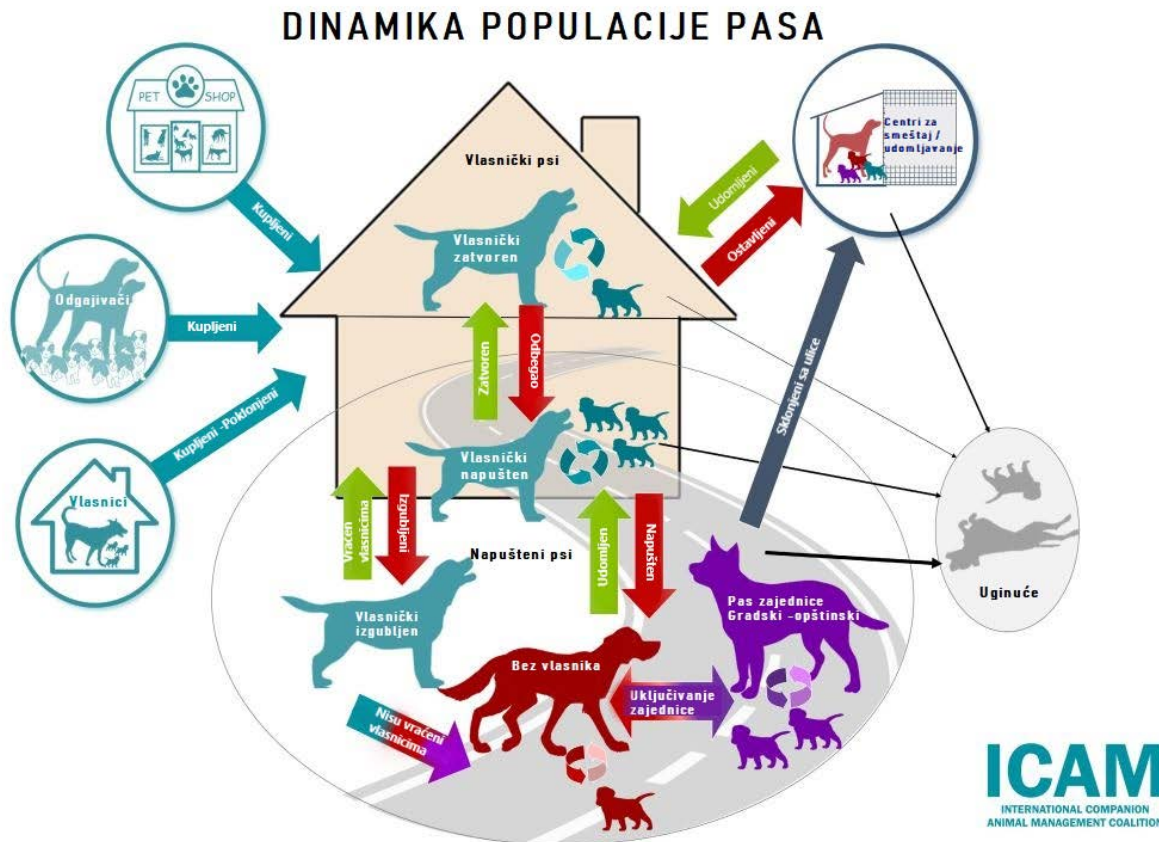 DINAMIKA POPULACIJE PASA
PET SHOP
Centri za
smeštaj /
udomljavanje
Vlasnički psi
Udomljeni
Ostavljeni
Kupljeni
Vlasnički
zatvoren
Odgajivači
Kupljeni
Zatvoren
Odbegao
Sklonjeni sa ulice
Kupljeni -Poklonjeni
Vlasnički
napušten
Vlasnici
Vraćen
vlasnicima
Izgubljeni
Udomljen
Napušten
Napušteni psi
Uginuće
Pas zajednice
Gradski -opštinski
Vlasnički
izgubljen
Bez vlasnika
Uključivanje
zajednice
Nisu vraćeni
vlasnicima
ICAM
INTERNATIONAL COMPANION
ANIMAL MANAGEMENT COALITION